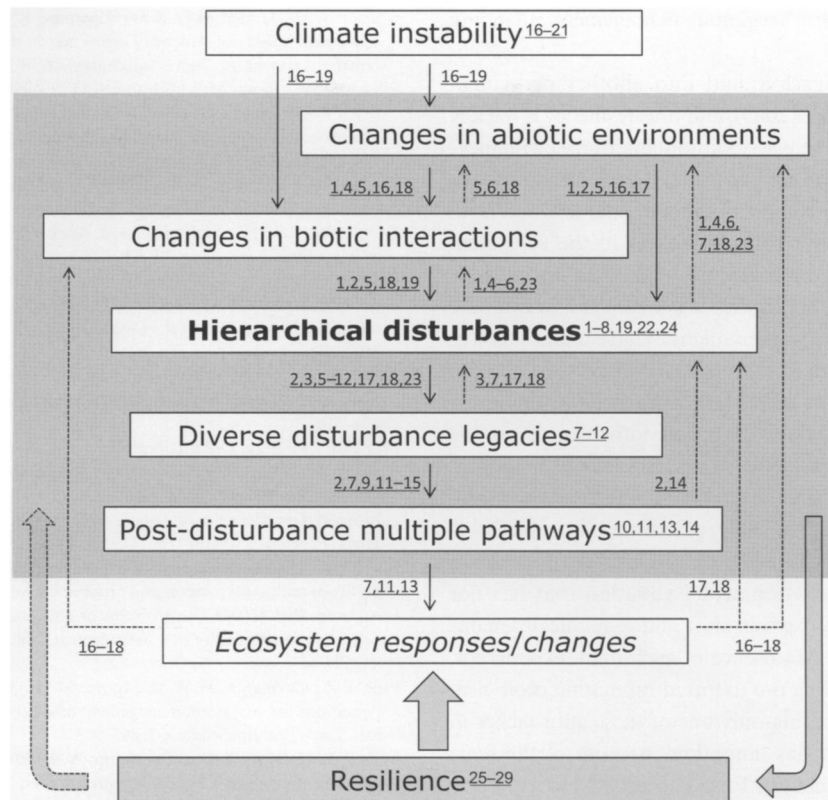 Climate instability16–21
16–19 16–19
Changes in abiotic environments
1,4,5,16,18 5,6,18 1,2,5,16,17
1,4,6,
7,18,23
Changes in biotic interactions
1,2,5,18,19 1,4–6,23
Hierarchical disturbances1–8,19,22,24
2,3,5–12,17,18,23 3,7,17,18
Diverse disturbance legacies7–12
2,7,9,11–15 2,14
Post-disturbance multiple pathways10,11,13,14
7,11,13 17,18
16–18 Ecosystem responses/changes 16–18
Resilience25–29